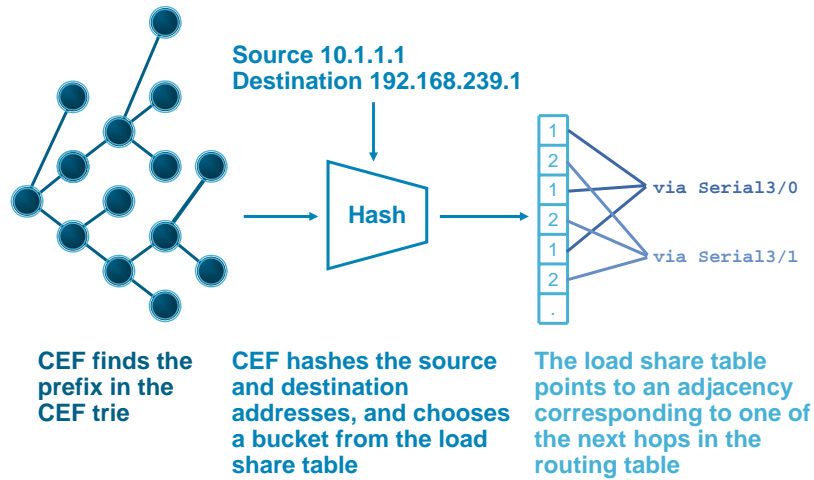 Source 10.1.1.1
Destination 192.168.239.1
Hash
1
2
1
2
1
2
.
via Serial3/0
via Serial3/1
CEF finds the
prefix in the
CEF trie
CEF hashes the source
and destination
addresses, and chooses
a bucket from the load
share table
The load share table
points to an adjacency
corresponding to one of
the next hops in the
routing table